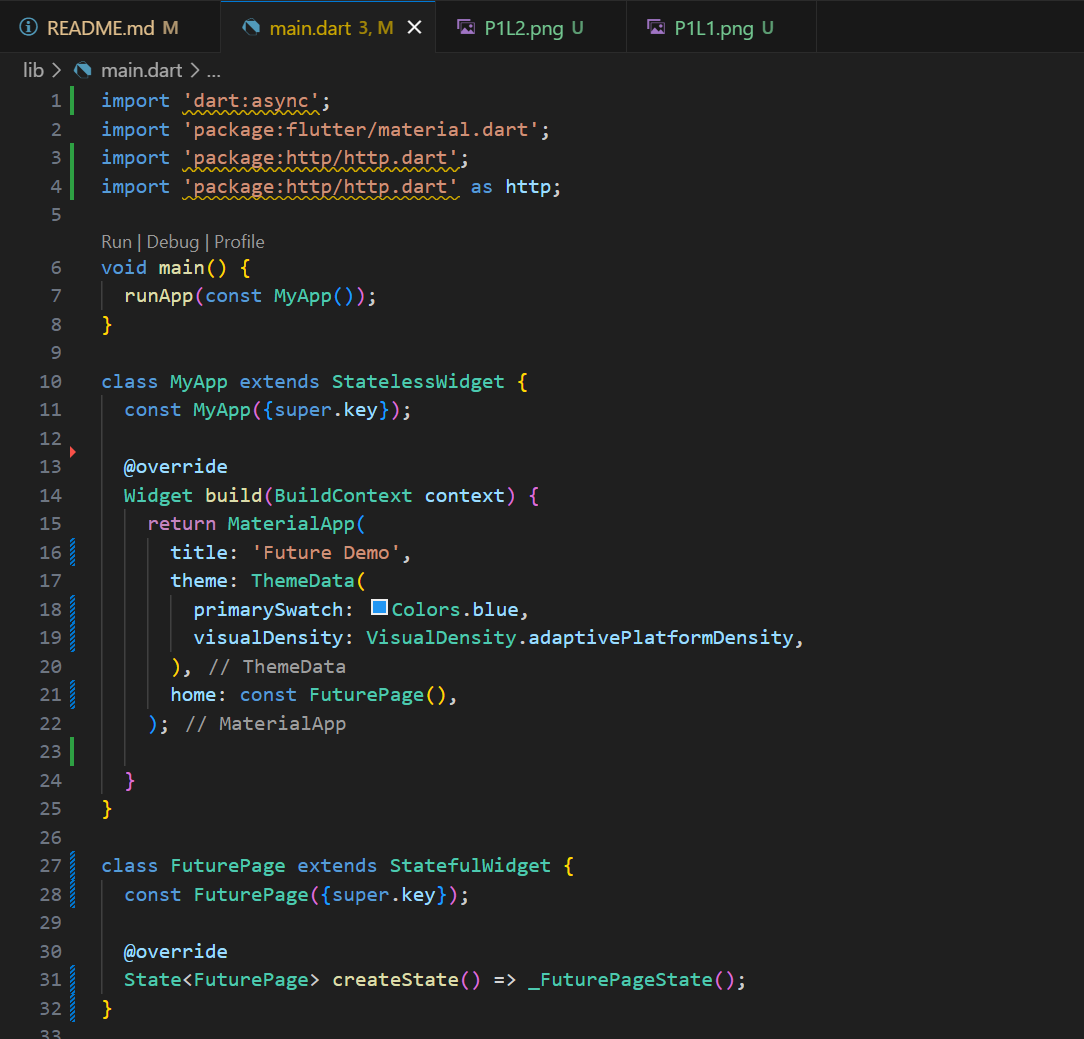 README.md M main.dart 3, M P1L2.png U P1L1.png U
lib > main.dart > ...
1 import 'dart:async';
2 import 'package:flutter/material.dart';
3 import 'package:http/http.dart';
4 import 'package:http/http.dart' as http;
5
Run | Debug | Profile
6 void main() {
7   runApp(const MyApp());
8 }
9
10 class MyApp extends StatelessWidget {
11   const MyApp({super.key});
12
13   @override
14   Widget build(BuildContext context) {
15     return MaterialApp(
16       title: 'Future Demo',
17       theme: ThemeData(
18         primarySwatch: Colors.blue,
19         visualDensity: VisualDensity.adaptivePlatformDensity,
20       ), // ThemeData
21       home: const FuturePage(),
22     ); // MaterialApp
23
24   }
25 }
26
27 class FuturePage extends StatefulWidget {
28   const FuturePage({super.key});
29
30   @override
31   State<FuturePage> createState() => _FuturePageState();
32 }
33